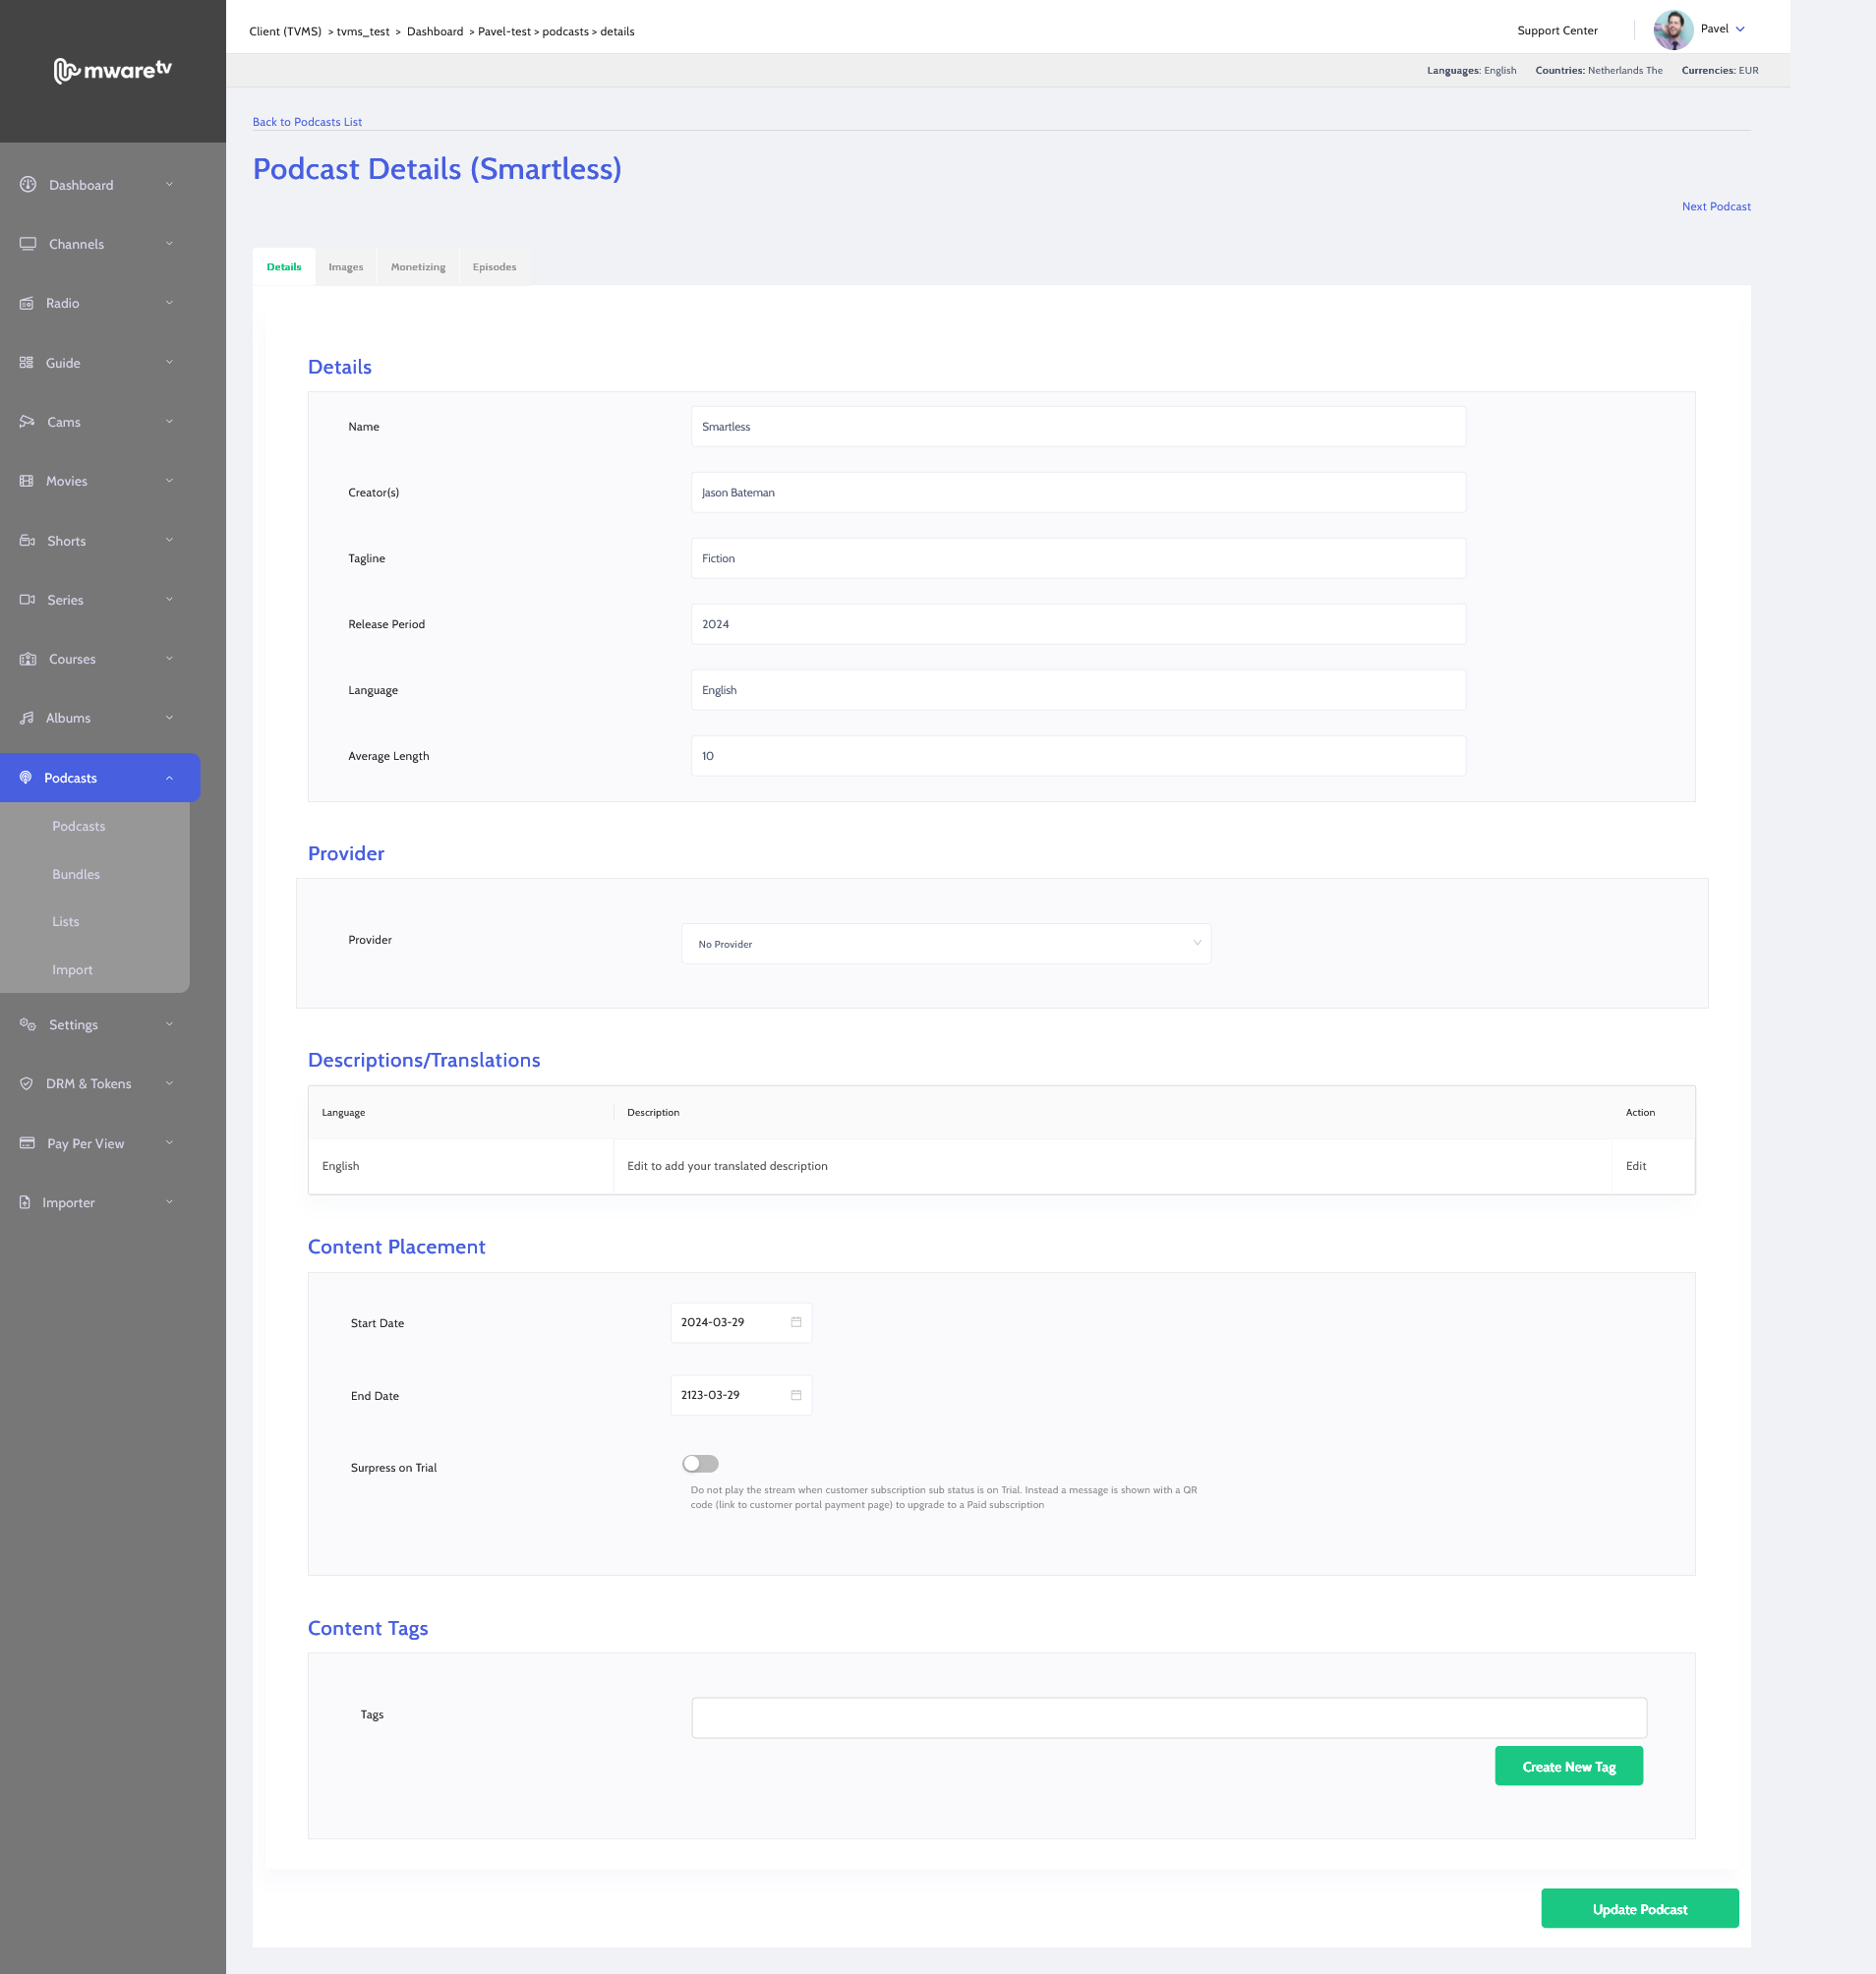 mwaretv
Client (TVMS) > tvms_test > Dashboard > Pavel-test > podcasts > details
Support Center
Pavel
Languages: English Countries: Netherlands The Currencies: EUR
Dashboard
Channels
Radio
Guide
Cams
Movies
Shorts
Series
Courses
Albums
Podcasts
Podcasts
Bundles
Lists
Import
Settings
DRM & Tokens
Pay Per View
Importer
Back to Podcasts List
Podcast Details (Smartless)
Next Podcast
Details Images Monetizing Episodes
Details
Name Smartless
Creator(s) Jason Bateman
Tagline Fiction
Release Period 2024
Language English
Average Length 10
Provider
Provider No Provider
Descriptions/Translations
Language Description Action
English Edit to add your translated description Edit
Content Placement
Start Date 2024-03-29
End Date 2123-03-29
Surpress on Trial
Do not play the stream when customer subscription sub status is on Trial. Instead a message is shown with a QR
code (link to customer portal payment page) to upgrade to a Paid subscription
Content Tags
Tags
Create New Tag
Update Podcast